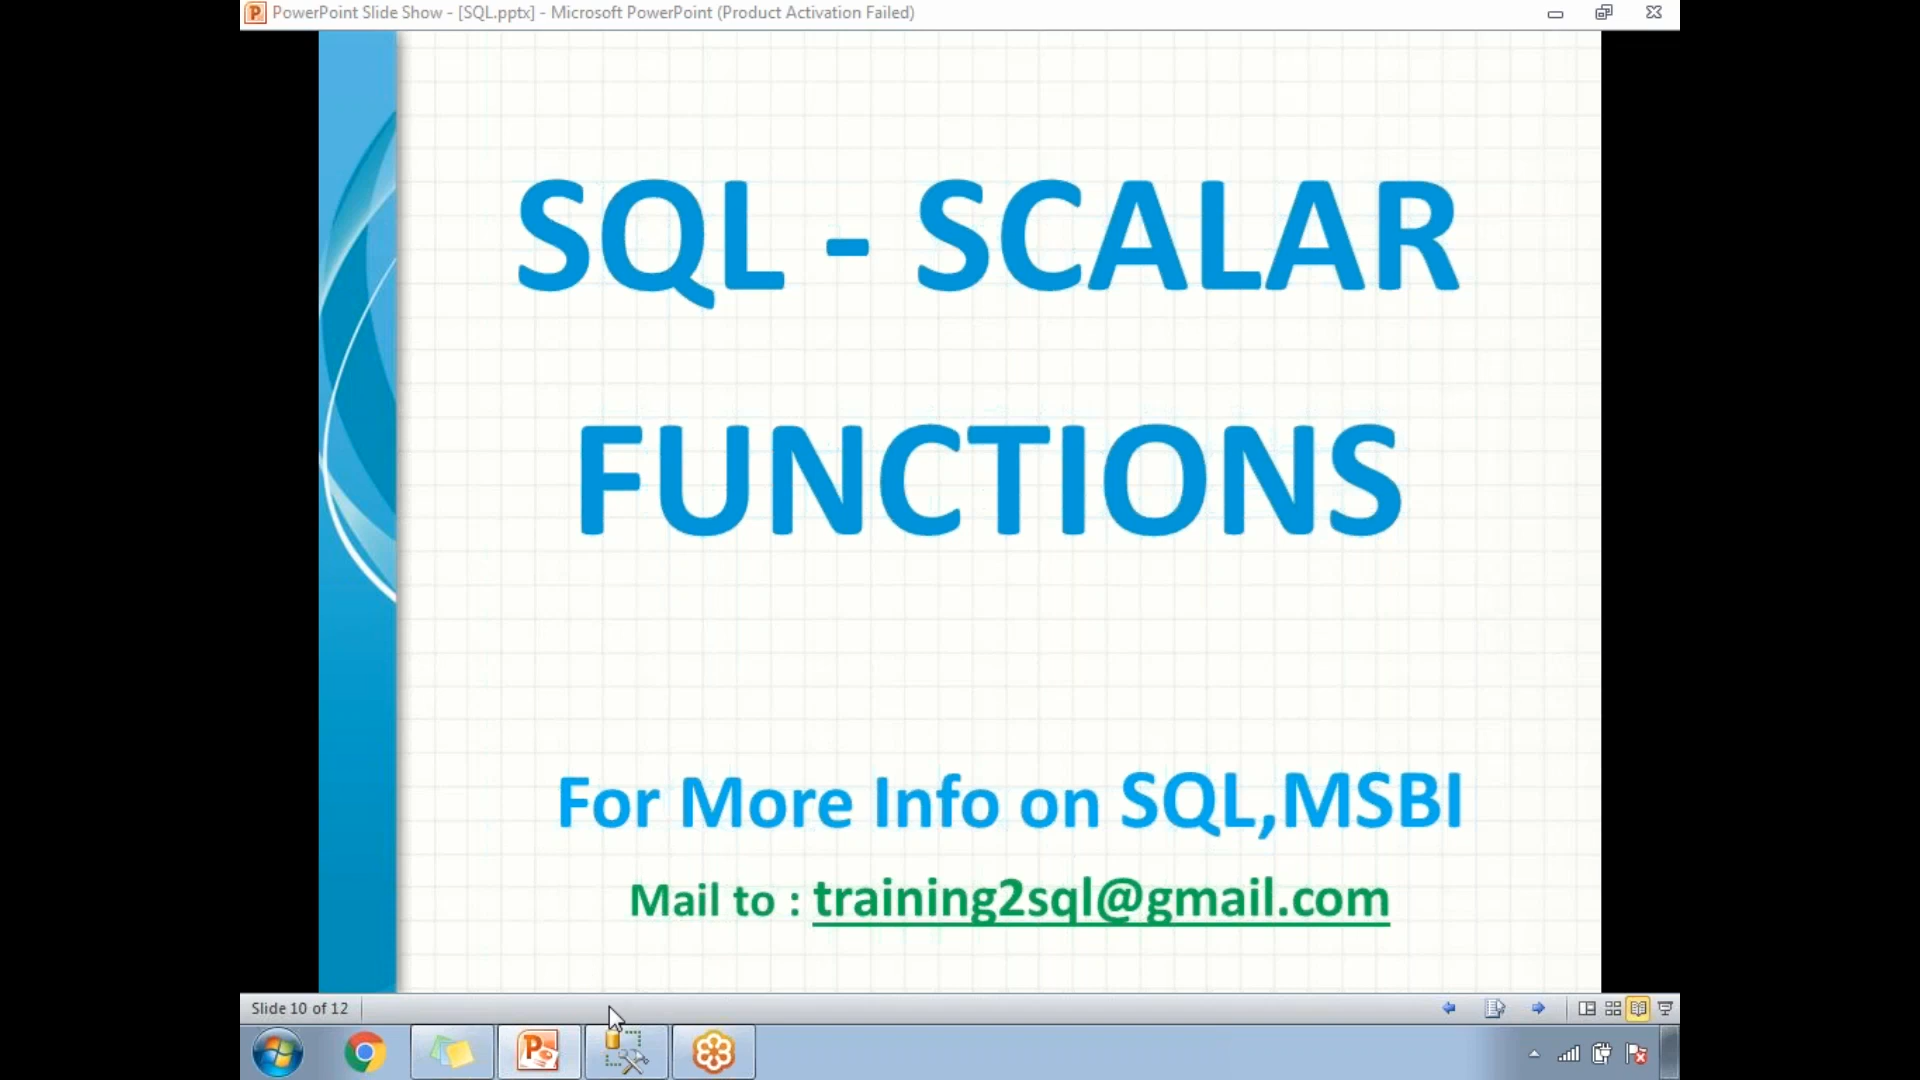 PowerPoint Slide Show - [SQL.pptx] - Microsoft PowerPoint (Product Activation Failed)
SQL - SCALAR
FUNCTIONS
For More Info on SQL,MSBI
Mail to : training2sql@gmail.com
Slide 10 of 12